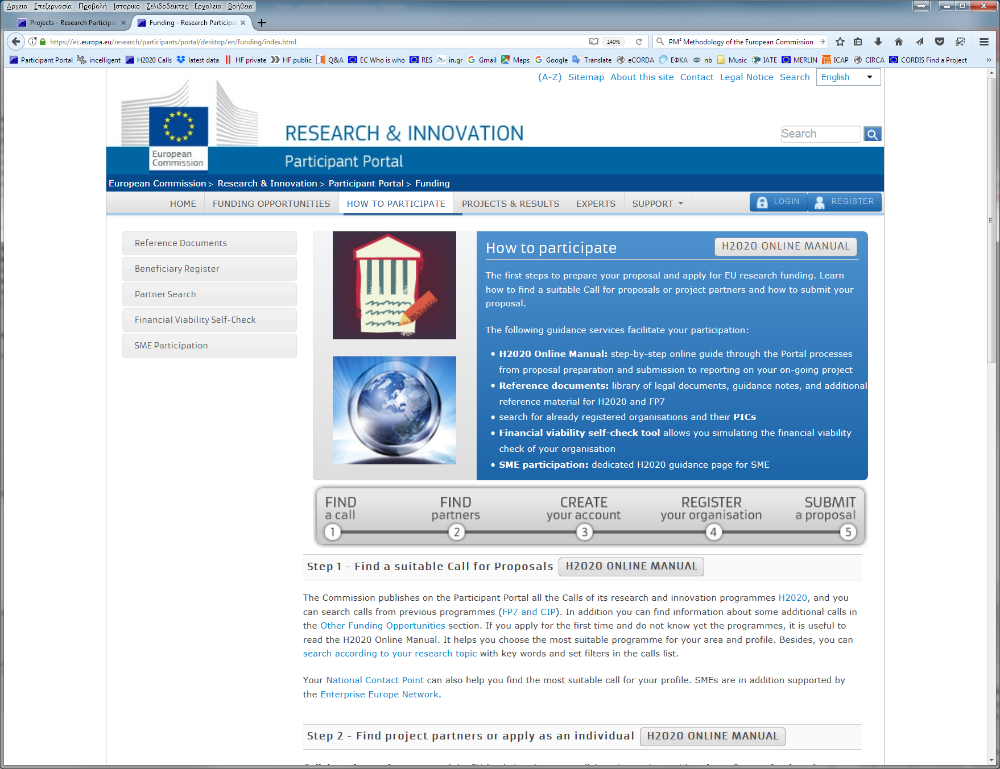 Αρχείο Επεξεργασία Προβολή Ιστορικό Σελιδοδείκτες Εργαλεία Βοήθεια
Projects - Research Participan
Funding - Research Participan
https://ec.europa.eu/research/participants/portal/desktop/en/funding/index.html
140%
PM² Methodology of the European Commission
Participant Portal incelligent H2020 Calls latest data HF private HF public Q&A EC Who is who RES in.gr Gmail Maps Google Translate eCORDA ΕΦΚΑ nb Music IATE MERLIN ICAP CIRCA CORDIS Find a Project
(A-Z) Sitemap About this site Contact Legal Notice Search English
RESEARCH & INNOVATION
Search
European
Commission
Participant Portal
European Commission > Research & Innovation > Participant Portal > Funding
HOME FUNDING OPPORTUNITIES HOW TO PARTICIPATE PROJECTS & RESULTS EXPERTS SUPPORT LOGIN REGISTER
Reference Documents
Beneficiary Register
Partner Search
Financial Viability Self-Check
SME Participation
How to participate
H2020 ONLINE MANUAL
The first steps to prepare your proposal and apply for EU research funding. Learn
how to find a suitable Call for proposals or project partners and how to submit your
proposal.
The following guidance services facilitate your participation:
• H2020 Online Manual: step-by-step online guide through the Portal processes
from proposal preparation and submission to reporting on your on-going project
• Reference documents: library of legal documents, guidance notes, and additional
reference material for H2020 and FP7
• search for already registered organisations and their PICs
• Financial viability self-check tool allows you simulating the financial viability
check of your organisation
• SME participation: dedicated H2020 guidance page for SME
FIND
a call
1
FIND
partners
2
CREATE
your account
3
REGISTER
your organisation
4
SUBMIT
a proposal
5
Step 1 - Find a suitable Call for Proposals H2020 ONLINE MANUAL
The Commission publishes on the Participant Portal all the Calls of its research and innovation programmes H2020, and you
can search calls from previous programmes (FP7 and CIP). In addition you can find information about some additional calls in
the Other Funding Opportunities section. If you apply for the first time and do not know yet the programmes, it is useful to
read the H2020 Online Manual. It helps you choose the most suitable programme for your area and profile. Besides, you can
search according to your research topic with key words and set filters in the calls list.
Your National Contact Point can also help you find the most suitable call for your profile. SMEs are in addition supported by
the Enterprise Europe Network.
Step 2 - Find project partners or apply as an individual H2020 ONLINE MANUAL